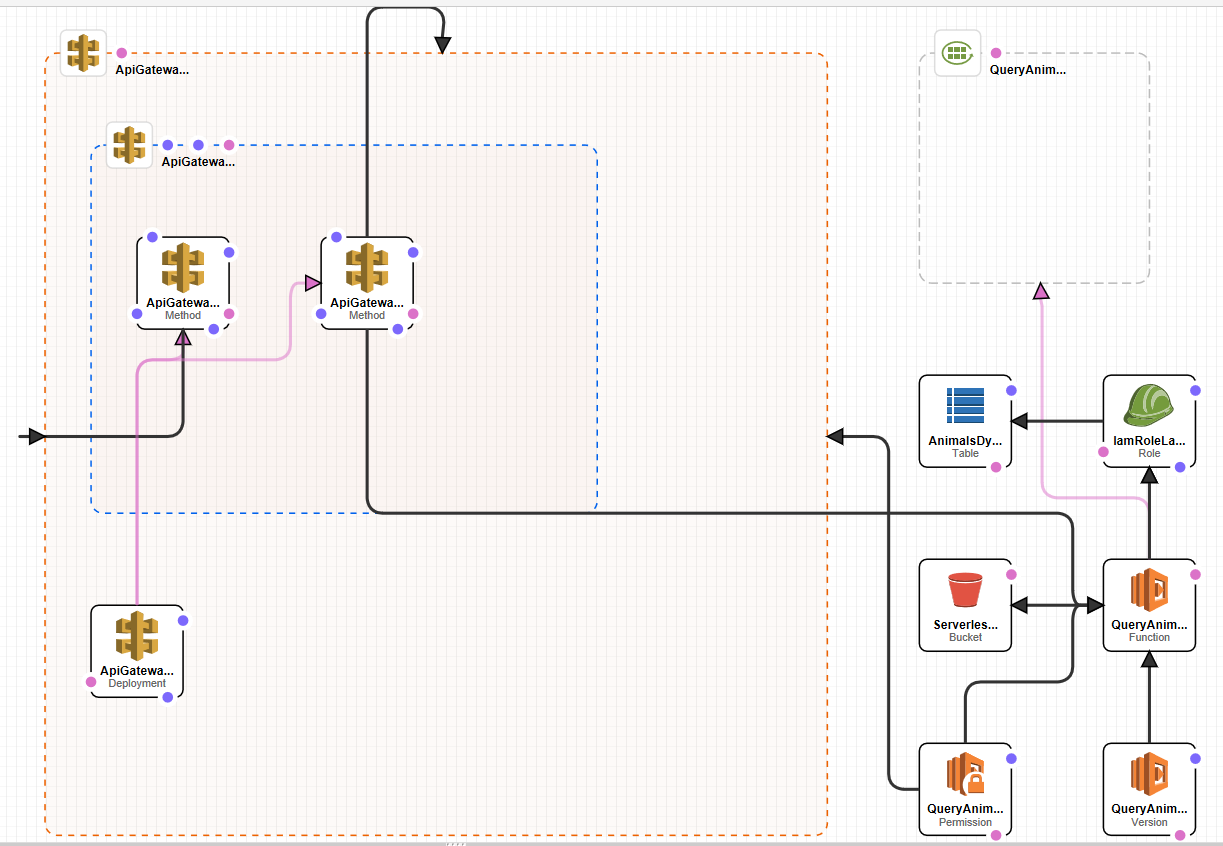 ApiGatewa...
QueryAnim...
ApiGatewa...
ApiGatewa...
Method
ApiGatewa...
Method
AnimalsDy...
Table
IamRoleLa...
Role
Serverles...
Bucket
QueryAnim...
Function
ApiGatewa...
Deployment
QueryAnim...
Permission
QueryAnim...
Version